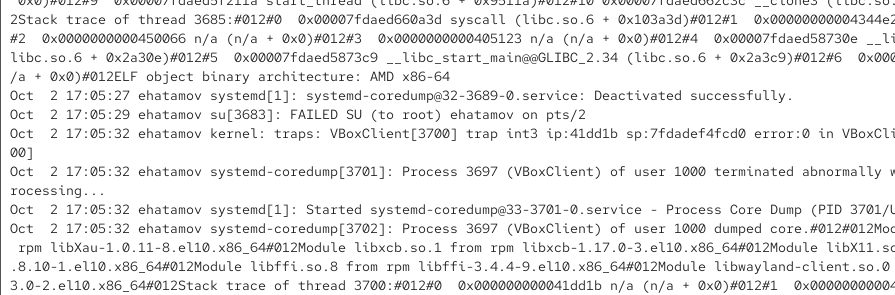 0x0)#012#9  0x00007fdaed5f211a start_thread (libc.so.6 + 0x9511a)#012#10 0x00007fdaed662c3c __clone3 (libc.so.
2Stack trace of thread 3685:#012#0  0x00007fdaed660a3d syscall (libc.so.6 + 0x103a3d)#012#1  0x00000000004344e2
#2  0x0000000000450066 n/a (n/a + 0x0)#012#3  0x0000000000405123 n/a (n/a + 0x0)#012#4  0x00007fdaed58730e __li
libc.so.6 + 0x2a30e)#012#5  0x00007fdaed5873c9 __libc_start_main@@GLIBC_2.34 (libc.so.6 + 0x2a3c9)#012#6  0x000
/a + 0x0)#012ELF object binary architecture: AMD x86-64
Oct  2 17:05:27 ehatamov systemd[1]: systemd-coredump@32-3689-0.service: Deactivated successfully.
Oct  2 17:05:29 ehatamov su[3683]: FAILED SU (to root) ehatamov on pts/2
Oct  2 17:05:32 ehatamov kernel: traps: VBoxClient[3700] trap int3 ip:41dd1b sp:7fdadef4fcd0 error:0 in VBoxCli
00]
Oct  2 17:05:32 ehatamov systemd-coredump[3701]: Process 3697 (VBoxClient) of user 1000 terminated abnormally w
rocessing...
Oct  2 17:05:32 ehatamov systemd[1]: Started systemd-coredump@33-3701-0.service - Process Core Dump (PID 3701/U
Oct  2 17:05:32 ehatamov systemd-coredump[3702]: Process 3697 (VBoxClient) of user 1000 dumped core.#012#012Mod
 rpm libXau-1.0.11-8.el10.x86_64#012Module libxcb.so.1 from rpm libxcb-1.17.0-3.el10.x86_64#012Module libX11.so
.8.10-1.el10.x86_64#012Module libffi.so.8 from rpm libffi-3.4.4-9.el10.x86_64#012Module libwayland-client.so.0
3.0-2.el10.x86_64#012Stack trace of thread 3700:#012#0  0x000000000041dd1b n/a (n/a + 0x0)#012#1  0x0000000000